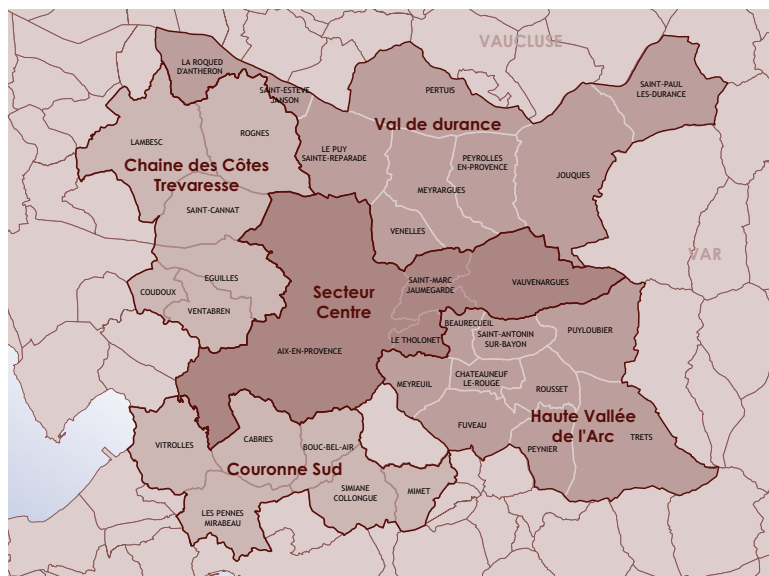 VAUCLUSE
LA ROQUED
D'ANTHERON
SAINT-PAUL
LES-DURANCE
SAINT-ESTEVE
JANSON
PERTUIS
Val de durance
ROGNES
LAMBESC
LE PUY
SAINTE-REPARADE
PEYROLLES
EN-PROVENCE
Chaine des Côtes
Trevaresse
MEYRARGUES
JOUQUES
SAINT-CANNAT
VENELLES
VAR
EGUILLES
COUDOUX
VENTABREN
Secteur
Centre
SAINT-MARC
JAUMEGARDE
VAUVENARGUES
AIX-EN-PROVENCE
LE THOLONET
BEAURECUEIL
SAINT-ANTONIN
SUR-BAYON
PUYLOUBIER
MEYREUIL
CHATEAUNEUF
LE-ROUGE
ROUSSET
Haute Vallée
de l'Arc
FUVEAU
PEYNIER
TRETS
VITROLLES
CABRIES
BOUC-BEL-AIR
Couronne Sud
SIMIANE
COLLONGUE
MIMET
LES PENNES
MIRABEAU